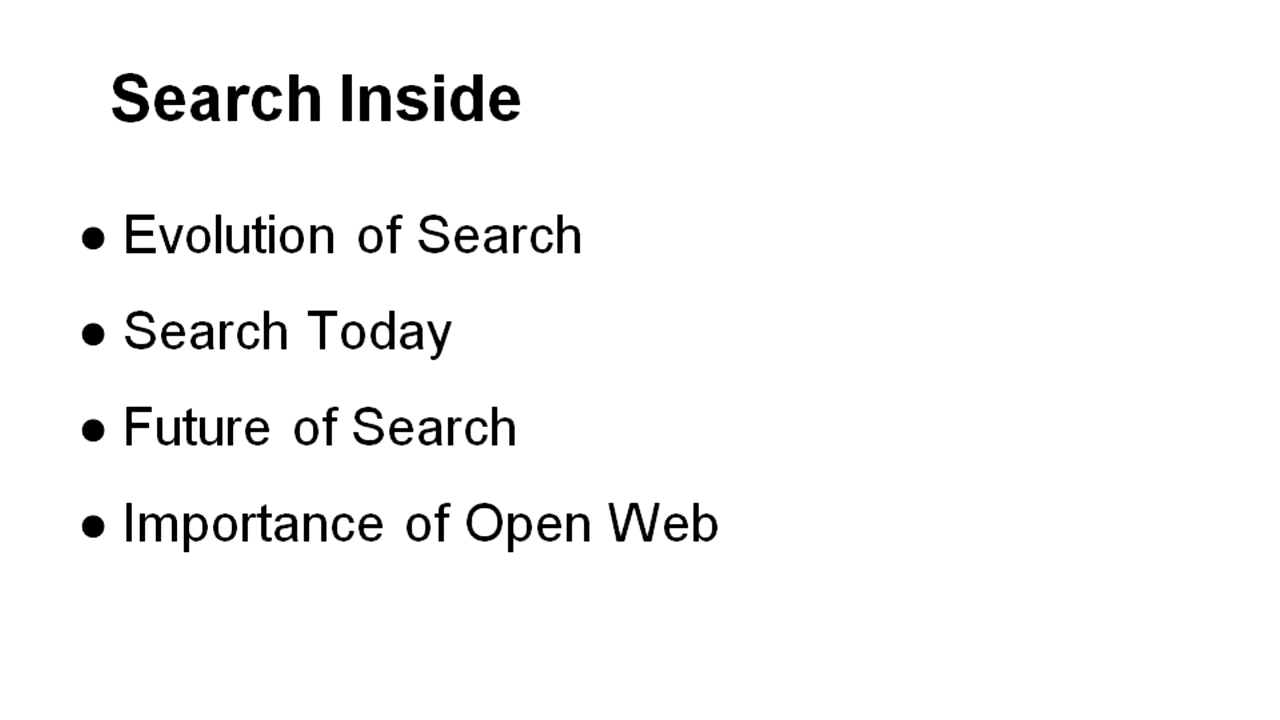 Search Inside
● Evolution of Search
● Search Today
● Future of Search
● Importance of Open Web